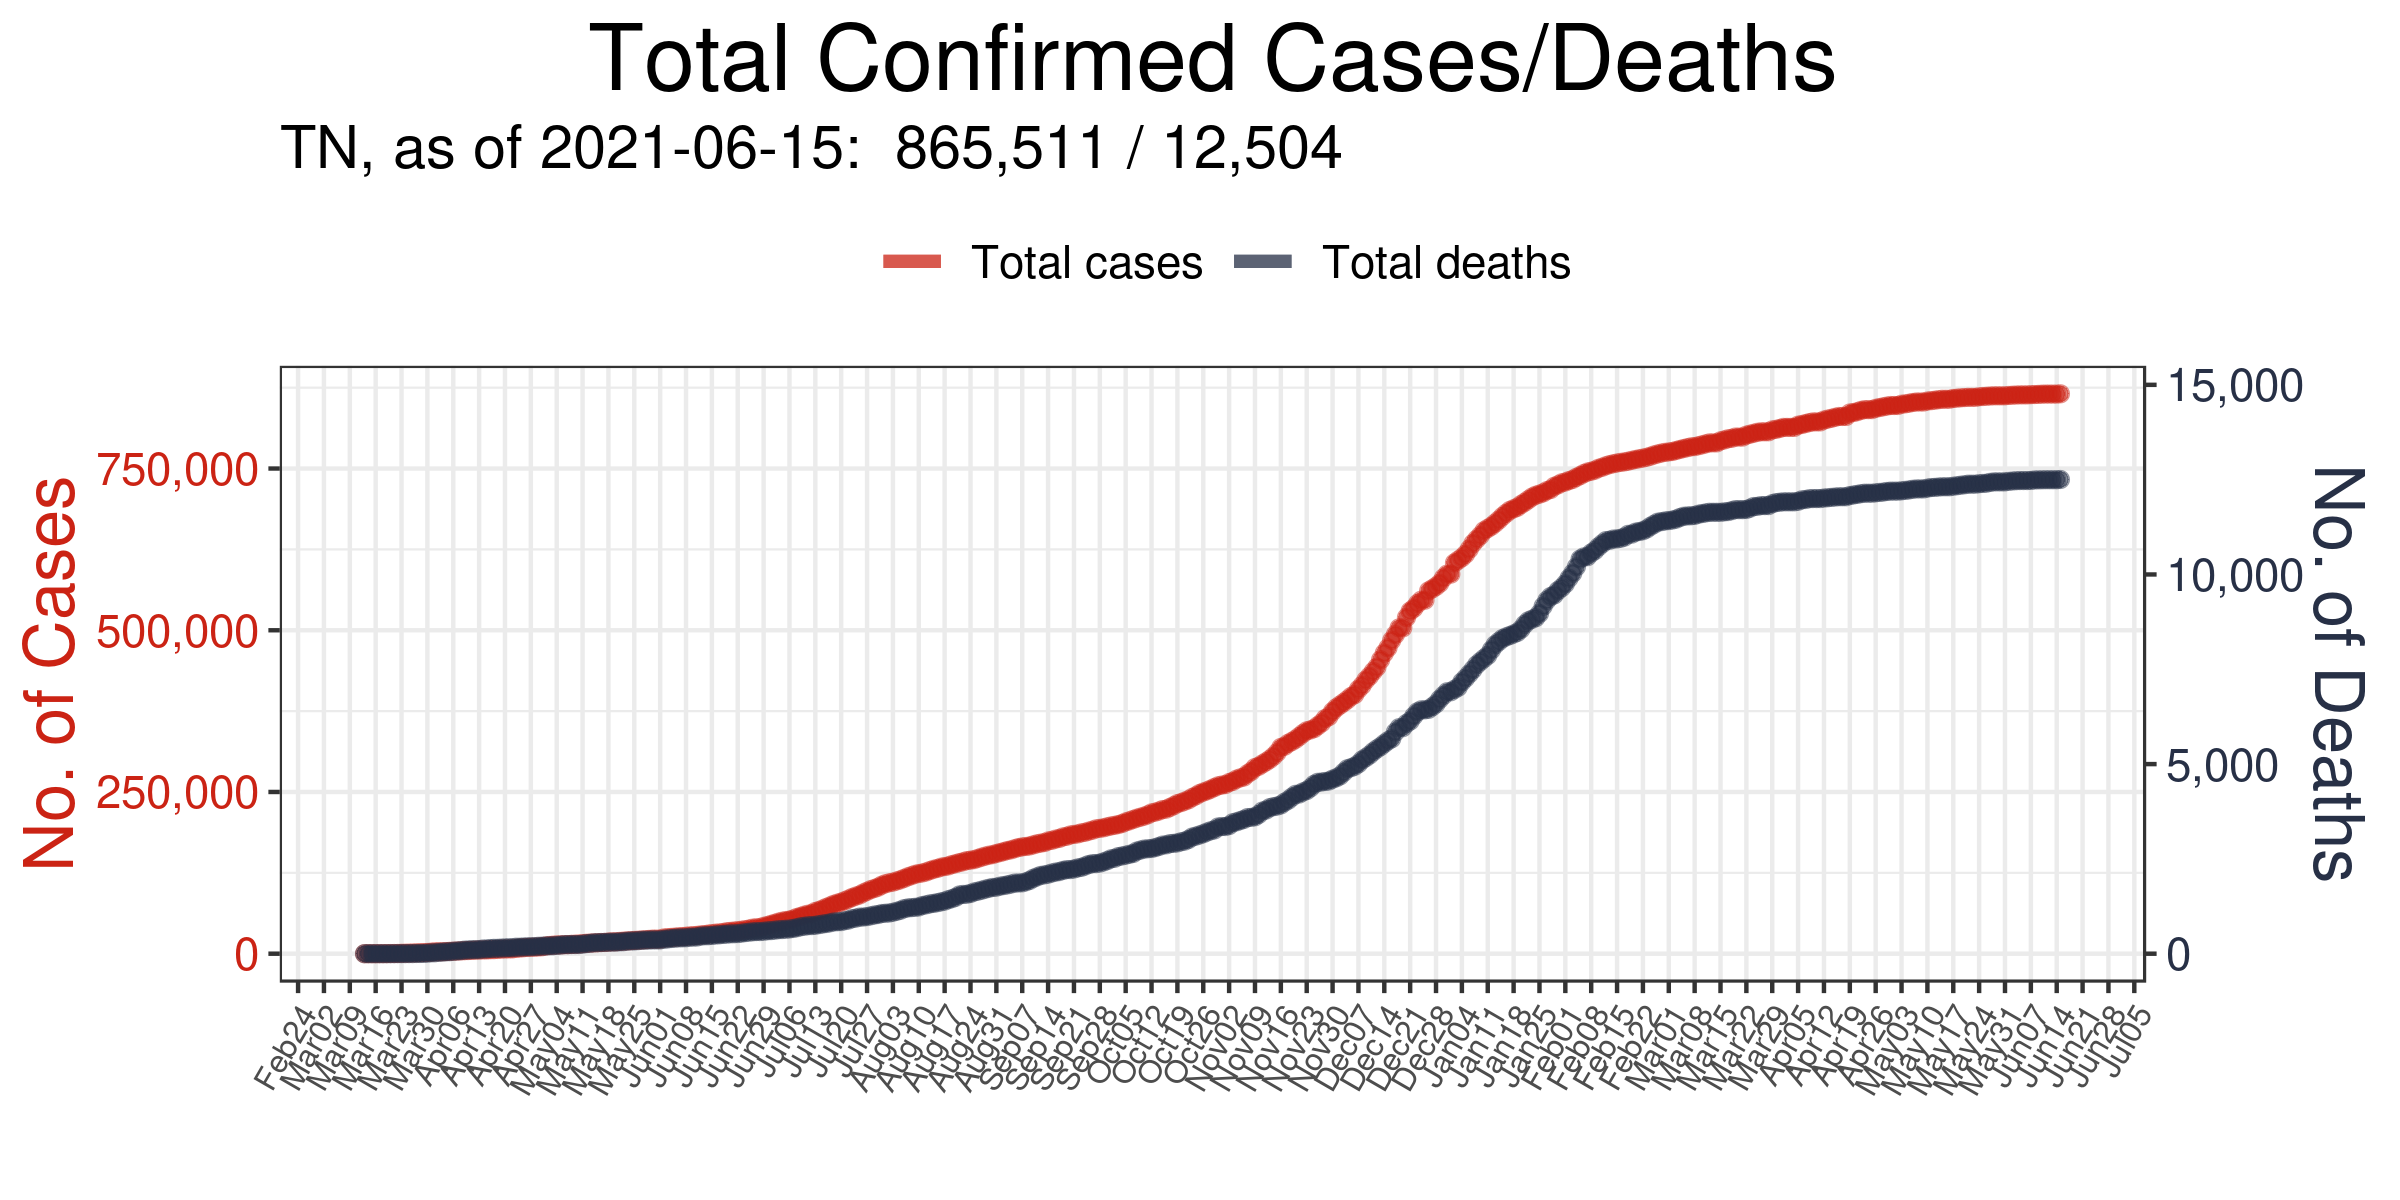 Total Confirmed Cases/Deaths
TN, as of 2021-06-15:  865,511 / 12,504
Total cases
Total deaths
No. of Cases
750,000
500,000
250,000
0
15,000
10,000
5,000
0
No. of Deaths
Feb24
Mar02
Mar09
Mar16
Mar23
Mar30
Apr06
Apr13
Apr20
Apr27
May04
May11
May18
May25
Jun01
Jun08
Jun15
Jun22
Jun29
Jul06
Jul13
Jul20
Jul27
Aug03
Aug10
Aug17
Aug24
Aug31
Sep07
Sep14
Sep21
Sep28
Oct05
Oct12
Oct19
Oct26
Nov02
Nov09
Nov16
Nov23
Nov30
Dec07
Dec14
Dec21
Dec28
Jan04
Jan11
Jan18
Jan25
Feb01
Feb08
Feb15
Feb22
Mar01
Mar08
Mar15
Mar22
Mar29
Apr05
Apr12
Apr19
Apr26
May03
May10
May17
May24
May31
Jun07
Jun14
Jun21
Jun28
Jul05